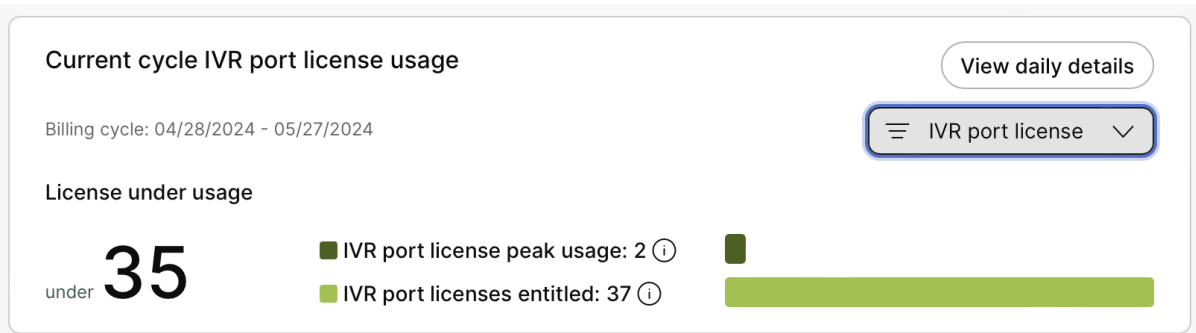 Current cycle IVR port license usage
View daily details
Billing cycle: 04/28/2024 - 05/27/2024
IVR port license
License under usage
under 35
IVR port license peak usage: 2
IVR port licenses entitled: 37